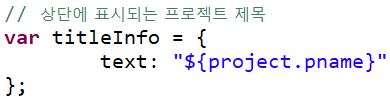 // 상단에 표시되는 프로젝트 제목
var titleInfo = {
        text: "${project.pname}"
};